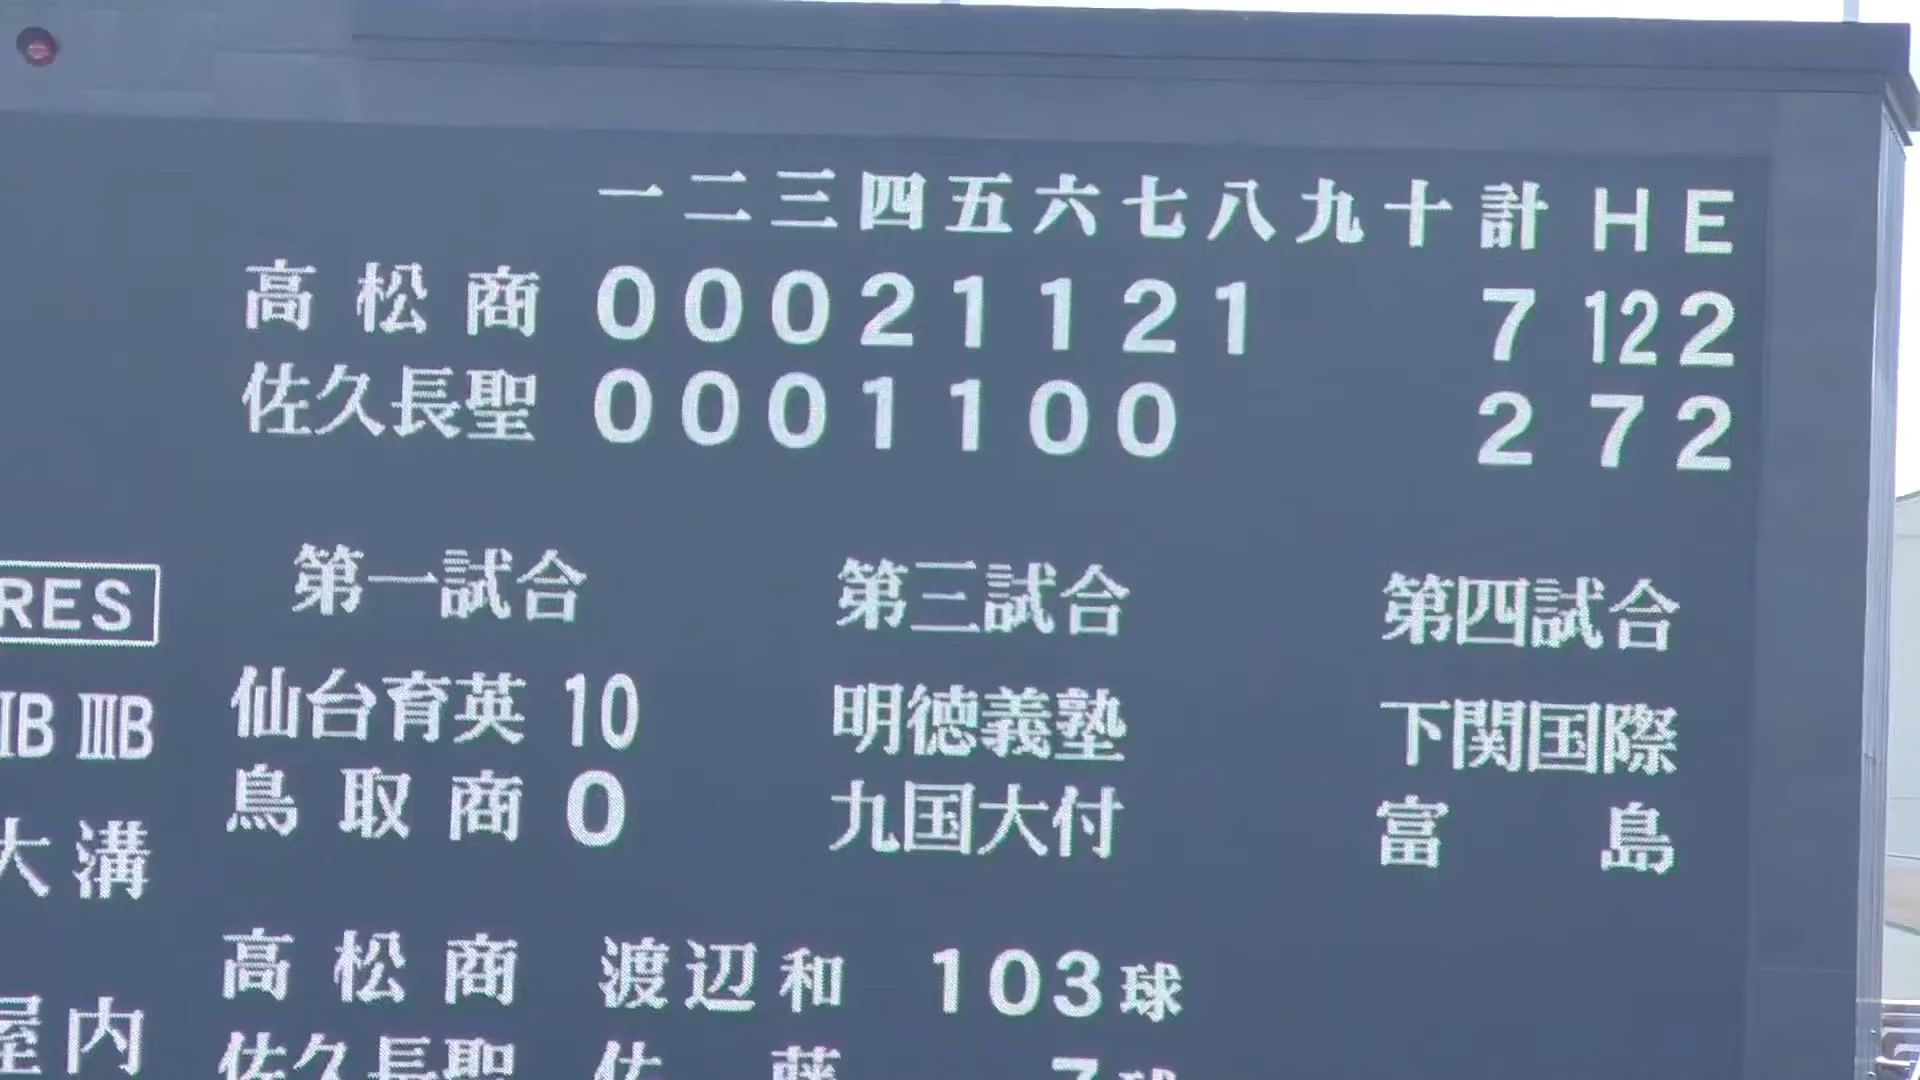 一二三四五六七八九十計HE
高松商 0 0 0 2 1 1 2 1 7 12 2
佐久長聖 0 0 0 1 1 0 0 2 7 2
RES
第一試合 第三試合 第四試合
ⅡB ⅢB
仙台育英 10 明徳義塾 下関国際
鳥取商 0 九国大付 富島
大溝
高松商 渡辺和 103球
屋内
佐久長聖 佐藤 7球